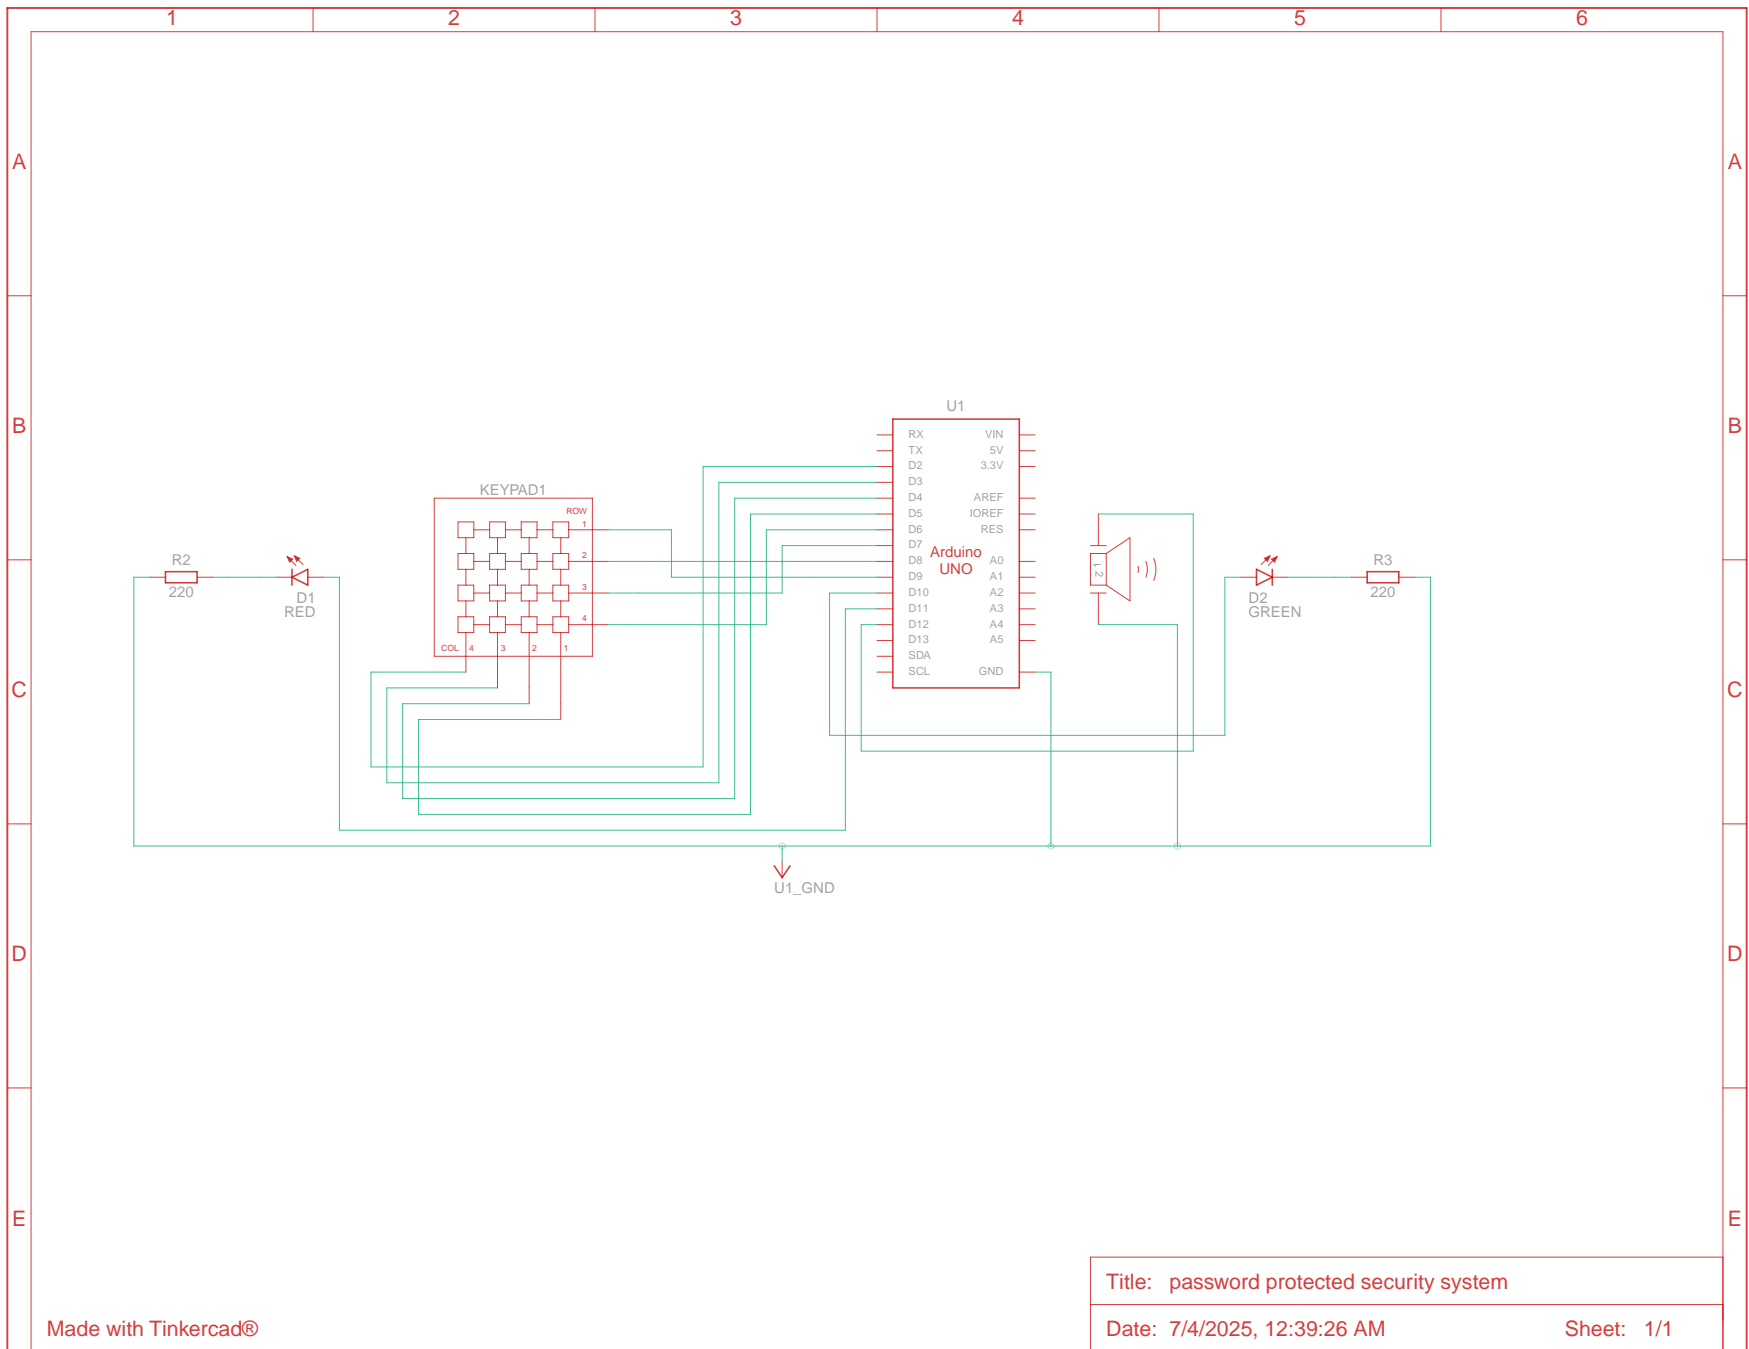 1 2 3 4 5 6
A A
B B
C C
D D
E E
U1
RX VIN
TX 5V
D2 3.3V
D3
D4 AREF
D5 IOREF
D6 RES
D7
Arduino
UNO
D8 A0
D9 A1
D10 A2
D11 A3
D12 A4
D13 A5
SDA
SCL GND
KEYPAD1
ROW
1
2
3
4
COL 4 3 2 1
R2
220
D1
RED
1 2
D2
GREEN
R3
220
U1_GND
Title: password protected security system
Made with Tinkercad®
Date: 7/4/2025, 12:39:26 AM Sheet: 1/1